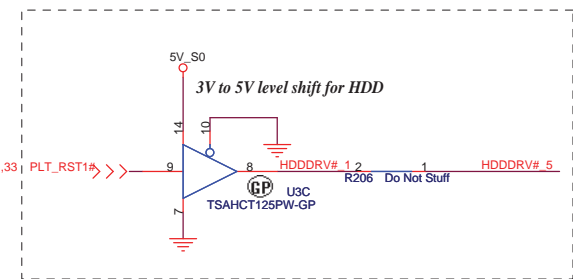 5V_S0
3V to 5V level shift for HDD
14
10
,33 PLT_RST1#
9
8
HDDDRV#_1
2
1
HDDDRV#_5
R206 Do Not Stuff
GP
U3C
TSAHCT125PW-GP
7